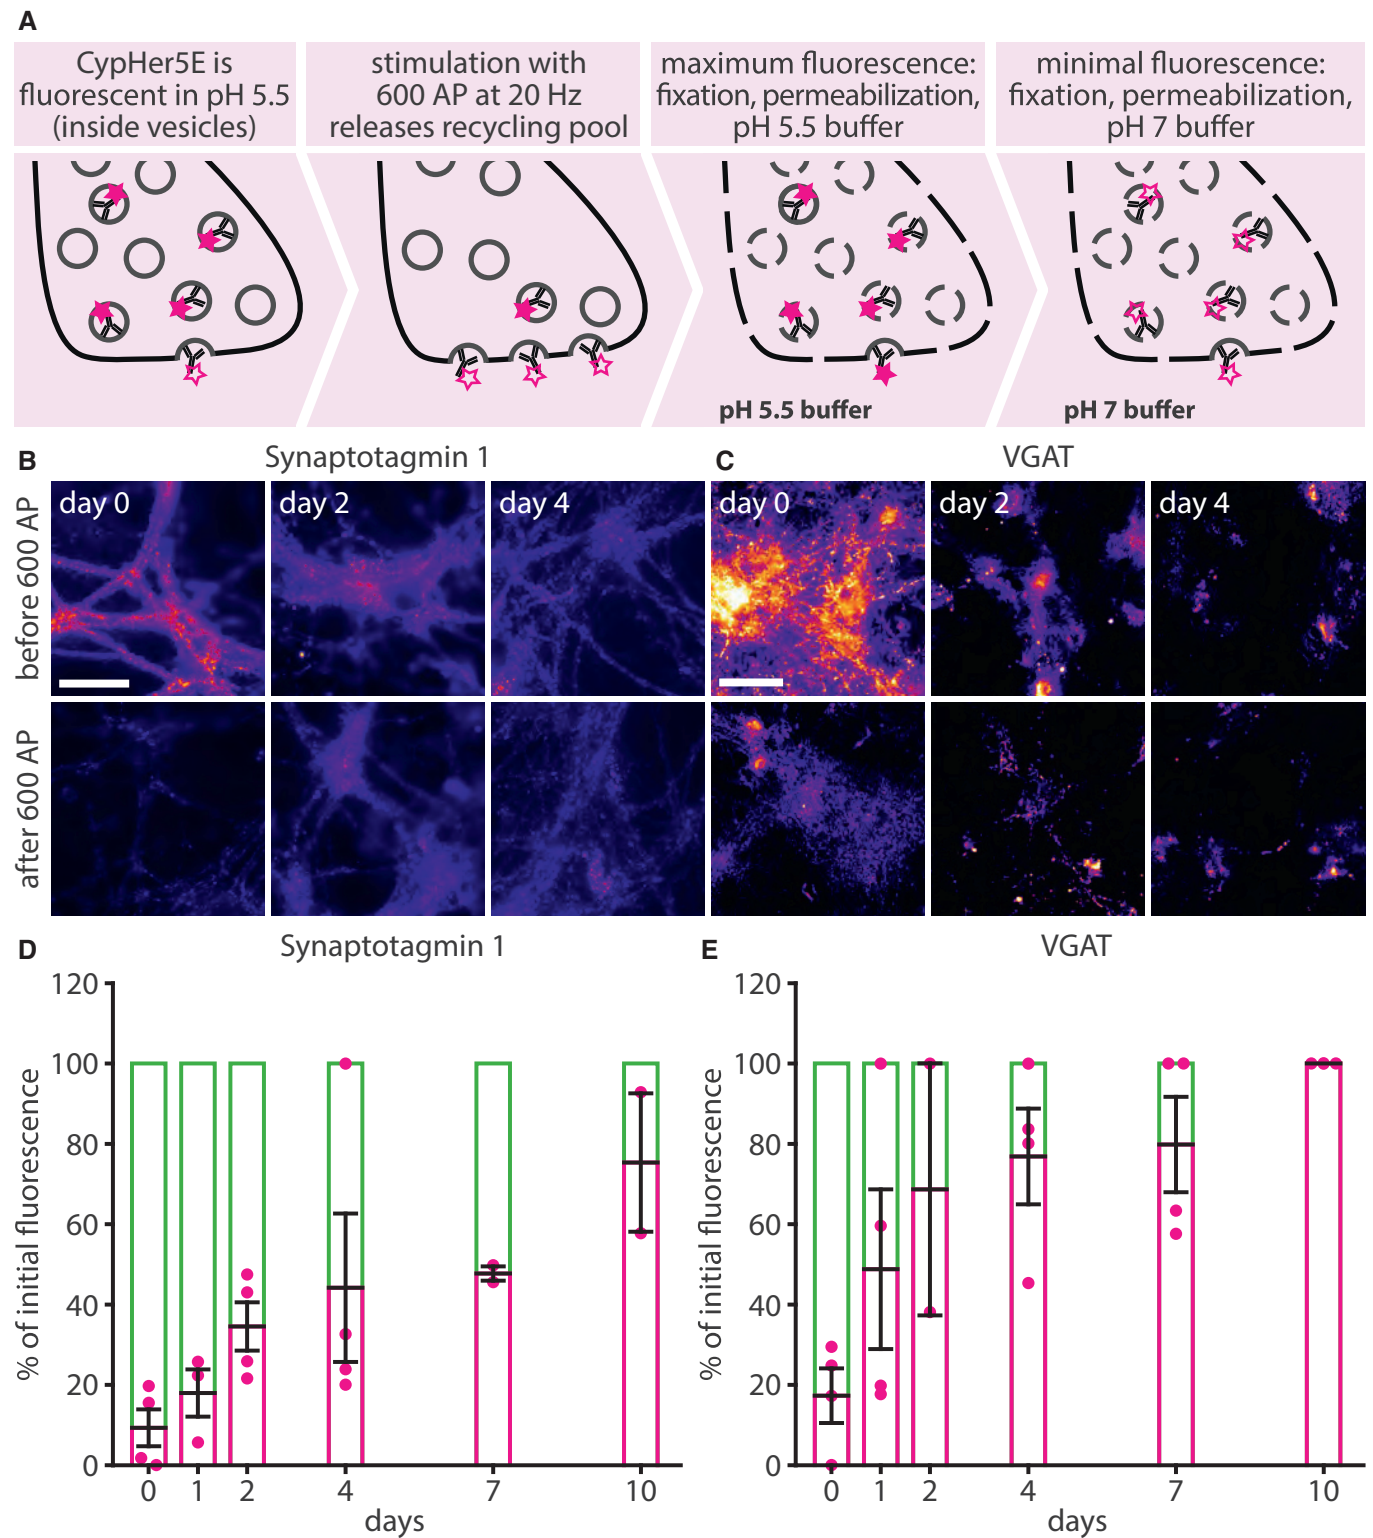 A
CypHer5E is
fluorescent in pH 5.5
(inside vesicles)
stimulation with
600 AP at 20 Hz
releases recycling pool
maximum fluorescence:
fixation, permeabilization,
pH 5.5 buffer
minimal fluorescence:
fixation, permeabilization,
pH 7 buffer
pH 5.5 buffer
pH 7 buffer
B
Synaptotagmin 1
before 600 AP
day 0
day 2
day 4
after 600 AP
C
VGAT
day 0
day 2
day 4
D
Synaptotagmin 1
% of initial fluorescence
120
100
80
60
40
20
0
0 1 2 4 7 10
days
E
VGAT
% of initial fluorescence
120
100
80
60
40
20
0
0 1 2 4 7 10
days